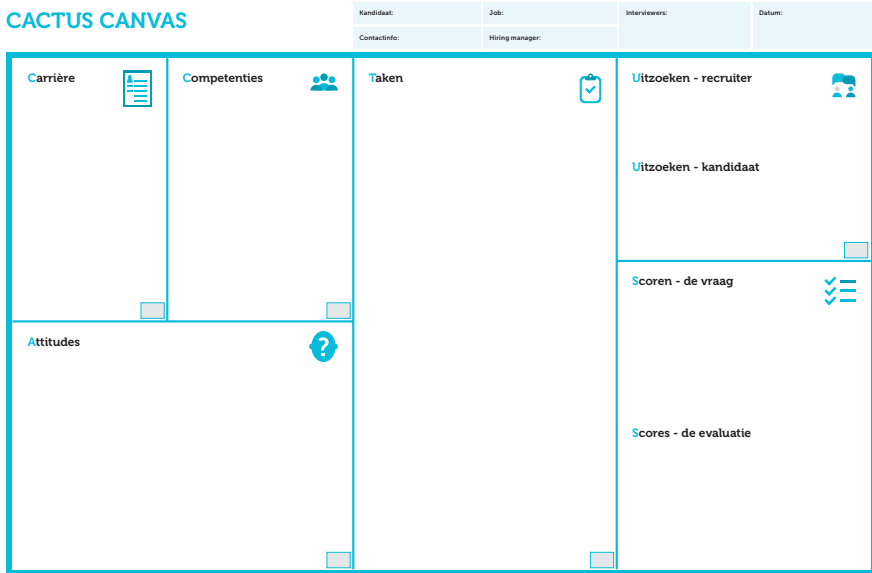 CACTUS CANVAS
Kandidaat:
Job:
Interviewers:
Datum:
Contactinfo:
Hiring manager:
Carrière
Competenties
Taken
Uitzoeken - recruiter
Uitzoeken - kandidaat
Scoren - de vraag
Attitudes
?
Scores - de evaluatie